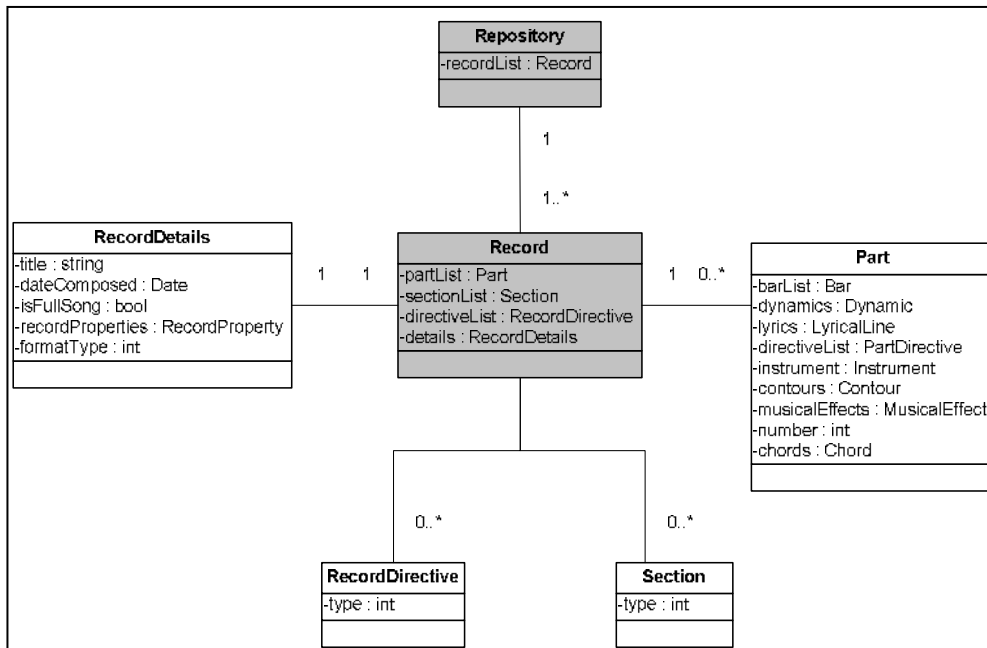 Repository
-recordList : Record
1
1..*
RecordDetails
-title : string
-dateComposed : Date
-isFullSong : bool
-recordProperties : RecordProperty
-formatType : int
1 1
Record
-partList : Part
-sectionList : Section
-directiveList : RecordDirective
-details : RecordDetails
1 0..*
Part
-barList : Bar
-dynamics : Dynamic
-lyrics : LyricalLine
-directiveList : PartDirective
-instrument : Instrument
-contours : Contour
-musicalEffects : MusicalEffect
-number : int
-chords : Chord
0..* 0..*
RecordDirective
-type : int
Section
-type : int